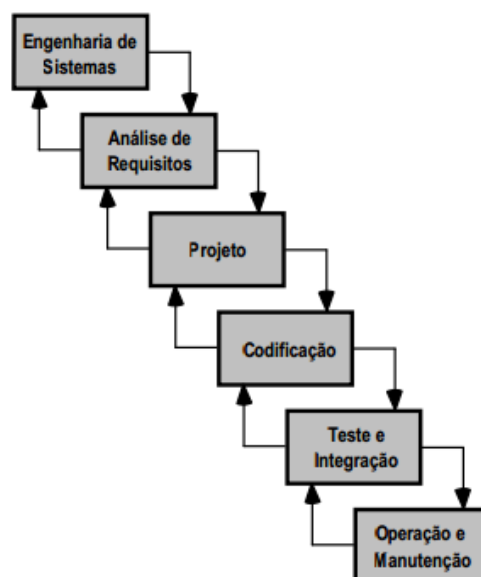 Engenharia de
Sistemas
Análise de
Requisitos
Projeto
Codificação
Teste e
Integração
Operação e
Manutenção